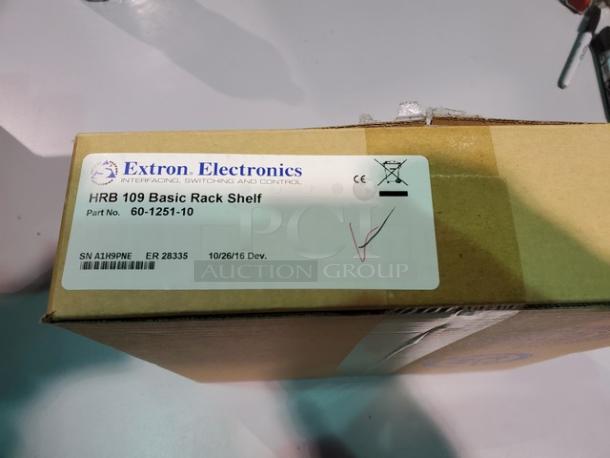 Extron® Electronics
INTERFACING, SWITCHING AND CONTROL
CE
HRB 109 Basic Rack Shelf
Part No. 60-1251-10
PCI
AUCTION GROUP
SN A1H9PNE ER 28335 10/26/16 Dev.